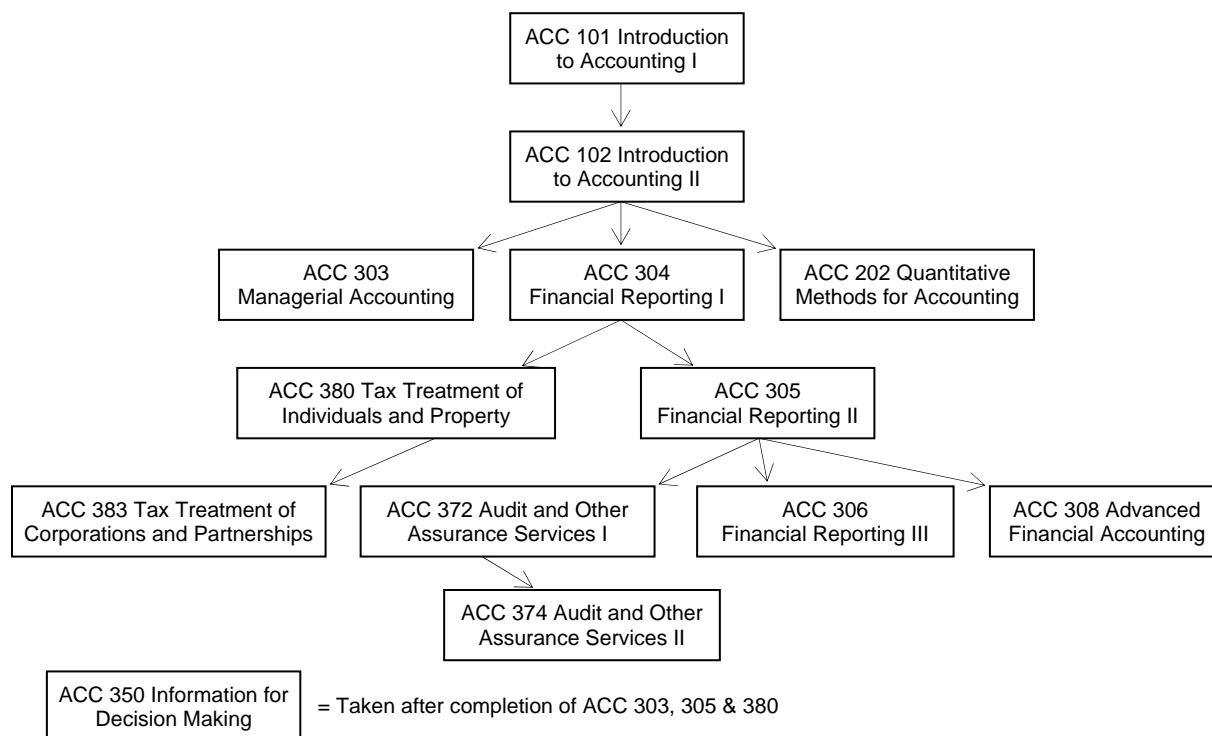 ACC 101 Introduction
to Accounting I
ACC 102 Introduction
to Accounting II
ACC 303
Managerial Accounting
ACC 304
Financial Reporting I
ACC 202 Quantitative
Methods for Accounting
ACC 380 Tax Treatment of
Individuals and Property
ACC 305
Financial Reporting II
ACC 383 Tax Treatment of
Corporations and Partnerships
ACC 372 Audit and Other
Assurance Services I
ACC 306
Financial Reporting III
ACC 308 Advanced
Financial Accounting
ACC 374 Audit and Other
Assurance Services II
ACC 350 Information for
Decision Making
= Taken after completion of ACC 303, 305 & 380